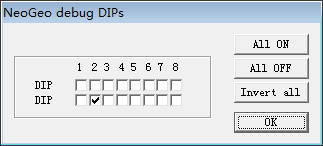 NeoGeo debug DIPs
All ON
1 2 3 4 5 6 7 8
All OFF
DIP
DIP
Invert all
OK